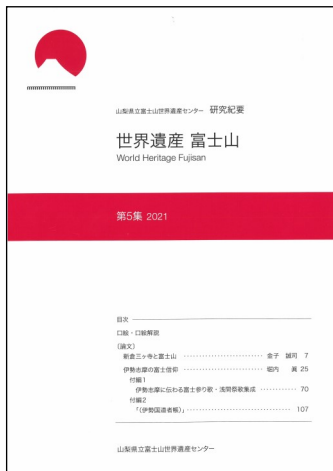 山梨県立富士山世界遺産センター 研究紀要
世界遺産 富士山
World Heritage Fujisan
第5集 2021
目次
口絵・口絵解説
〔論文〕
新倉三ヶ寺と富士山 ………………………… 金子 誠司 7
伊勢志摩の富士信仰 ………………………… 堀内 眞 25
付編1
伊勢志摩に伝わる富士参り歌・浅間祭歌集成 ………… 70
付編2
「(伊勢国道者帳)」 ………………………… 107
山梨県立富士山世界遺産センター